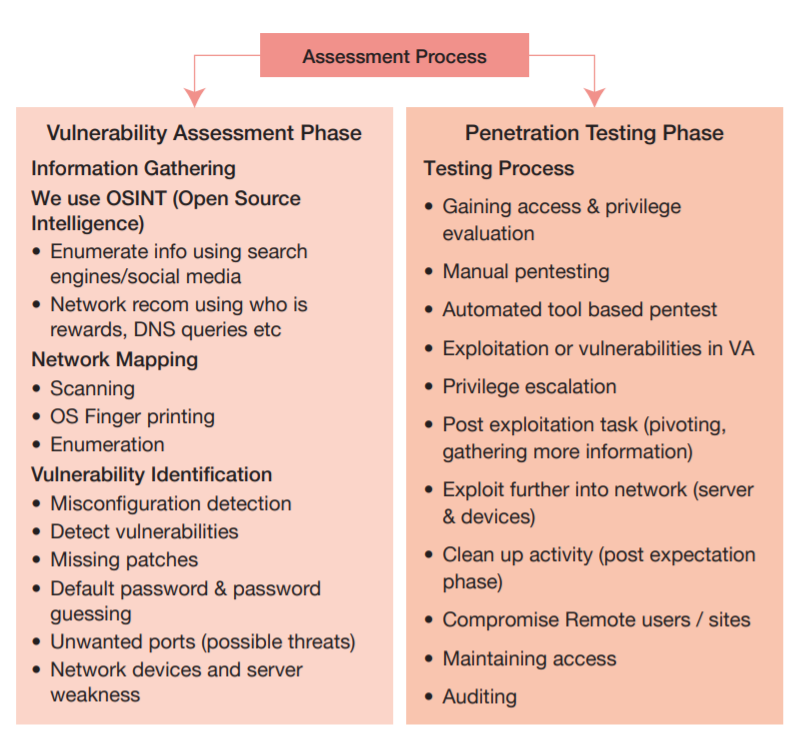 Assessment Process
Vulnerability Assessment Phase
Information Gathering
We use OSINT (Open Source
Intelligence)
• Enumerate info using search
engines/social media
• Network recom using who is
rewards, DNS queries etc
Network Mapping
• Scanning
• OS Finger printing
• Enumeration
Vulnerability Identification
• Misconfiguration detection
• Detect vulnerabilities
• Missing patches
• Default password & password
guessing
• Unwanted ports (possible threats)
• Network devices and server
weakness
Penetration Testing Phase
Testing Process
• Gaining access & privilege
evaluation
• Manual pentesting
• Automated tool based pentest
• Exploitation or vulnerabilities in VA
• Privilege escalation
• Post exploitation task (pivoting,
gathering more information)
• Exploit further into network (server
& devices)
• Clean up activity (post expectation
phase)
• Compromise Remote users / sites
• Maintaining access
• Auditing